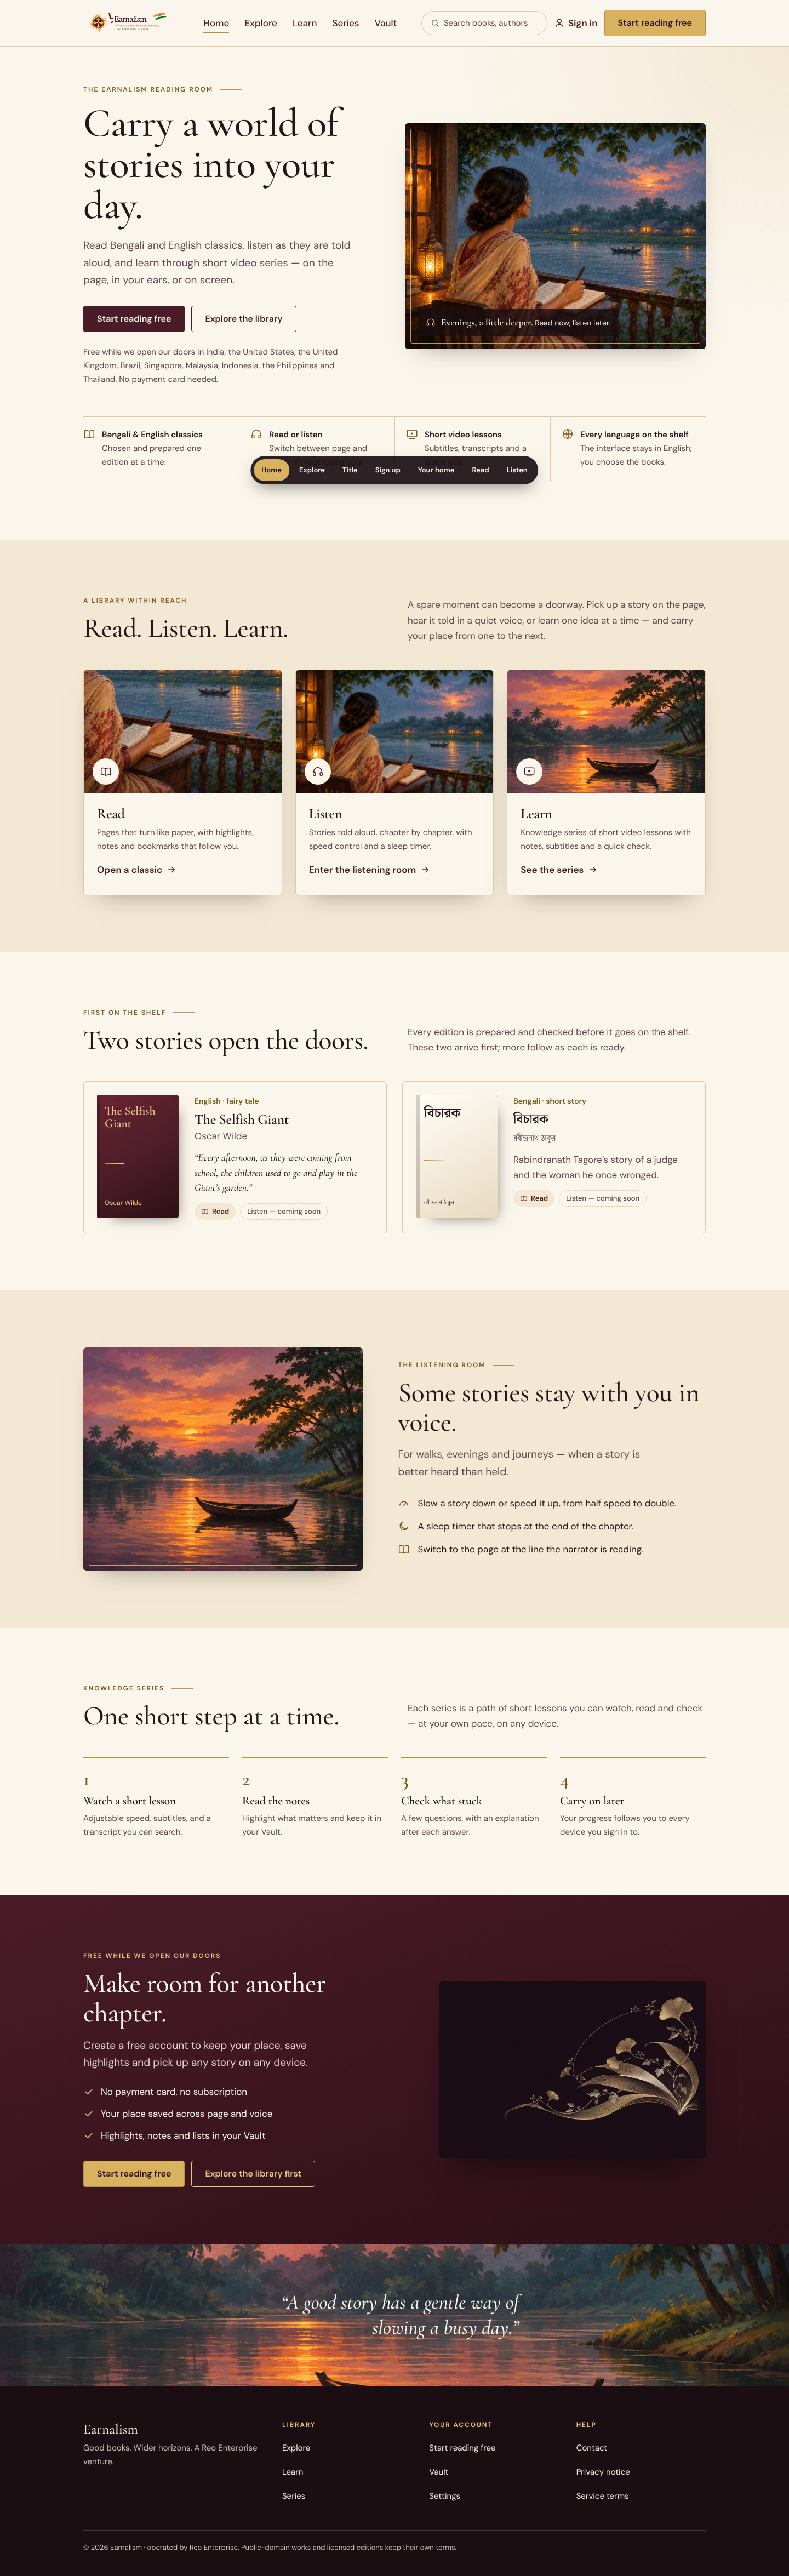 Earnalism
Home
Explore
Learn
Series
Vault
Search books, authors
Sign in
Start reading free
THE EARNALISM READING ROOM
Carry a world of
stories into your
day.
Read Bengali and English classics, listen as they are told
aloud, and learn through short video series — on the
page, in your ears, or on screen.
Start reading free
Explore the library
Free while we open our doors in India, the United States, the United
Kingdom, Brazil, Singapore, Malaysia, Indonesia, the Philippines and
Thailand. No payment card needed.
Evenings, a little deeper. Read now, listen later.
Bengali & English classics
Chosen and prepared one
edition at a time.
Read or listen
Switch between page and
Short video lessons
Subtitles, transcripts and a
Every language on the shelf
The interface stays in English;
you choose the books.
Home
Explore
Title
Sign up
Your home
Read
Listen
A LIBRARY WITHIN REACH
Read. Listen. Learn.
A spare moment can become a doorway. Pick up a story on the page,
hear it told in a quiet voice, or learn one idea at a time — and carry
your place from one to the next.
Read
Pages that turn like paper, with highlights,
notes and bookmarks that follow you.
Open a classic →
Listen
Stories told aloud, chapter by chapter, with
speed control and a sleep timer.
Enter the listening room →
Learn
Knowledge series of short video lessons with
notes, subtitles and a quick check.
See the series →
FIRST ON THE SHELF
Two stories open the doors.
Every edition is prepared and checked before it goes on the shelf.
These two arrive first; more follow as each is ready.
The Selfish
Giant
Oscar Wilde
English · fairy tale
The Selfish Giant
Oscar Wilde
“Every afternoon, as they were coming from
school, the children used to go and play in the
Giant’s garden.”
Read
Listen — coming soon
বিচারক
রবীন্দ্রনাথ ঠাকুর
Bengali · short story
বিচারক
রবীন্দ্রনাথ ঠাকুর
Rabindranath Tagore’s story of a judge
and the woman he once wronged.
Read
Listen — coming soon
THE LISTENING ROOM
Some stories stay with you in
voice.
For walks, evenings and journeys — when a story is
better heard than held.
Slow a story down or speed it up, from half speed to double.
A sleep timer that stops at the end of the chapter.
Switch to the page at the line the narrator is reading.
KNOWLEDGE SERIES
One short step at a time.
Each series is a path of short lessons you can watch, read and check
— at your own pace, on any device.
1
Watch a short lesson
Adjustable speed, subtitles, and a
transcript you can search.
2
Read the notes
Highlight what matters and keep it in
your Vault.
3
Check what stuck
A few questions, with an explanation
after each answer.
4
Carry on later
Your progress follows you to every
device you sign in to.
FREE WHILE WE OPEN OUR DOORS
Make room for another
chapter.
Create a free account to keep your place, save
highlights and pick up any story on any device.
No payment card, no subscription
Your place saved across page and voice
Highlights, notes and lists in your Vault
Start reading free
Explore the library first
“A good story has a gentle way of
slowing a busy day.”
Earnalism
Good books. Wider horizons. A Reo Enterprise
venture.
LIBRARY
Explore
Learn
Series
YOUR ACCOUNT
Start reading free
Vault
Settings
HELP
Contact
Privacy notice
Service terms
© 2026 Earnalism · operated by Reo Enterprise. Public-domain works and licensed editions keep their own terms.